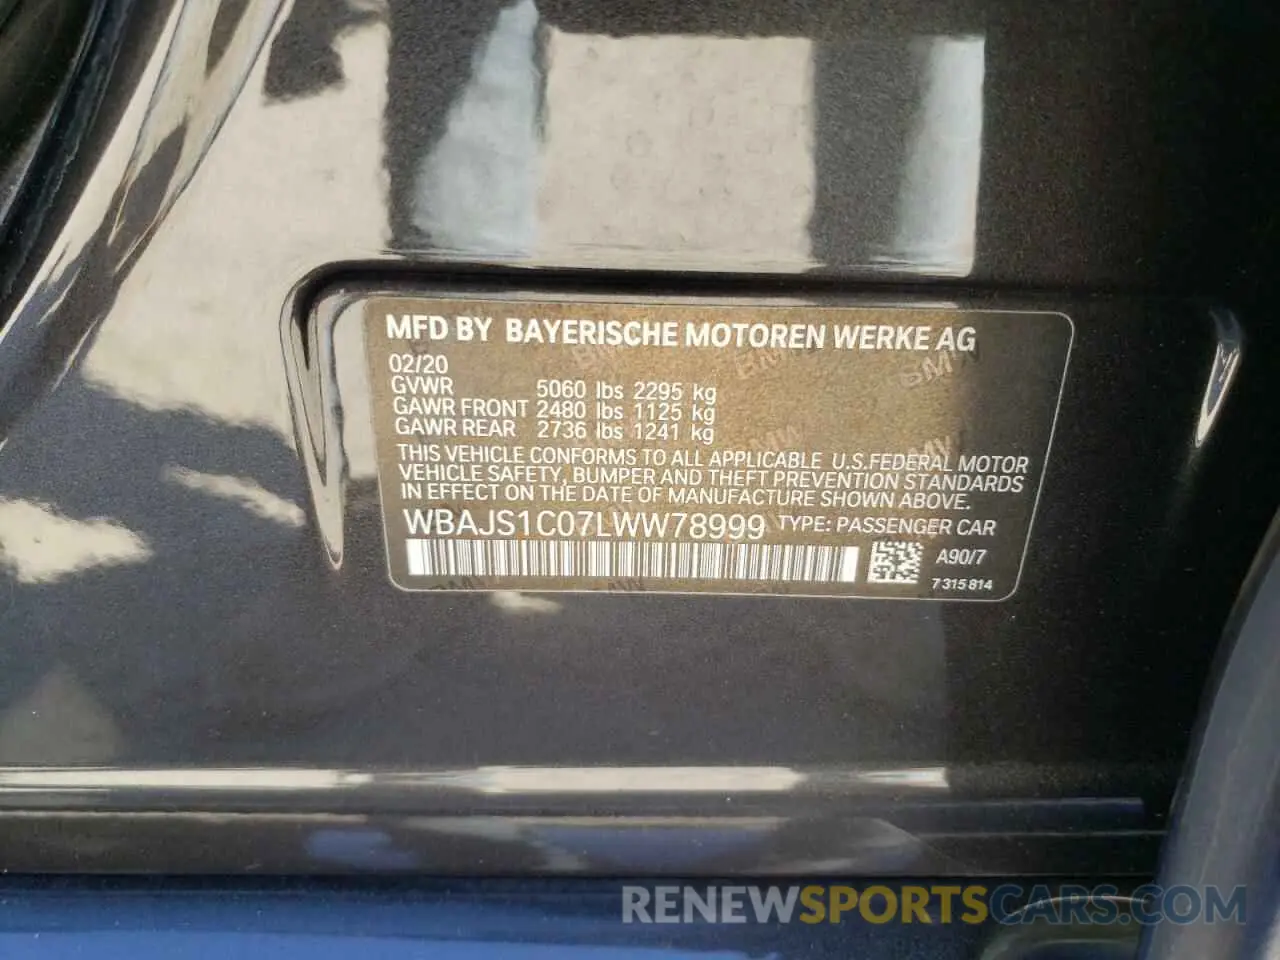 MFD BY BAYERISCHE MOTOREN WERKE AG
02/20
GVWR 5060 lbs 2295 kg
GAWR FRONT 2480 lbs 1125 kg
GAWR REAR 2736 lbs 1241 kg
THIS VEHICLE CONFORMS TO ALL APPLICABLE U.S.FEDERAL MOTOR
VEHICLE SAFETY, BUMPER AND THEFT PREVENTION STANDARDS
IN EFFECT ON THE DATE OF MANUFACTURE SHOWN ABOVE.
WBAJS1C07LWW78999 TYPE: PASSENGER CAR
A90/7
7 315 814
RENEWSPORTSCARS.COM